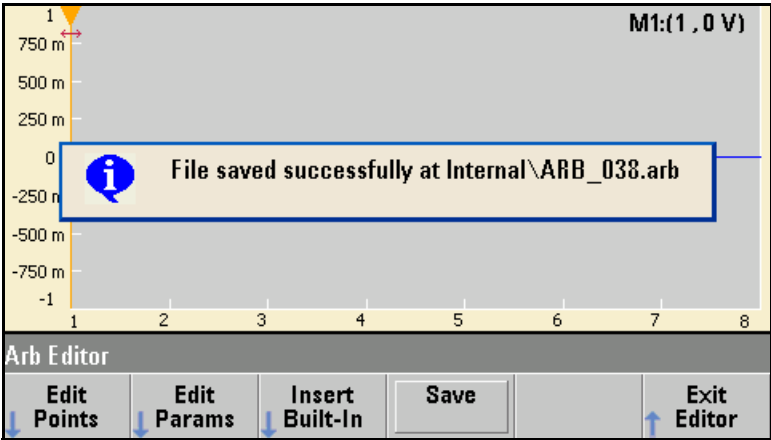 1
M1:(1 , 0 V)
750 m
500 m
250 m
0
File saved successfully at Internal\ARB_038.arb
-250 m
-500 m
-750 m
-1
1 2 3 4 5 6 7 8
Arb Editor
Edit Points
Edit Params
Insert Built-In
Save
Exit Editor